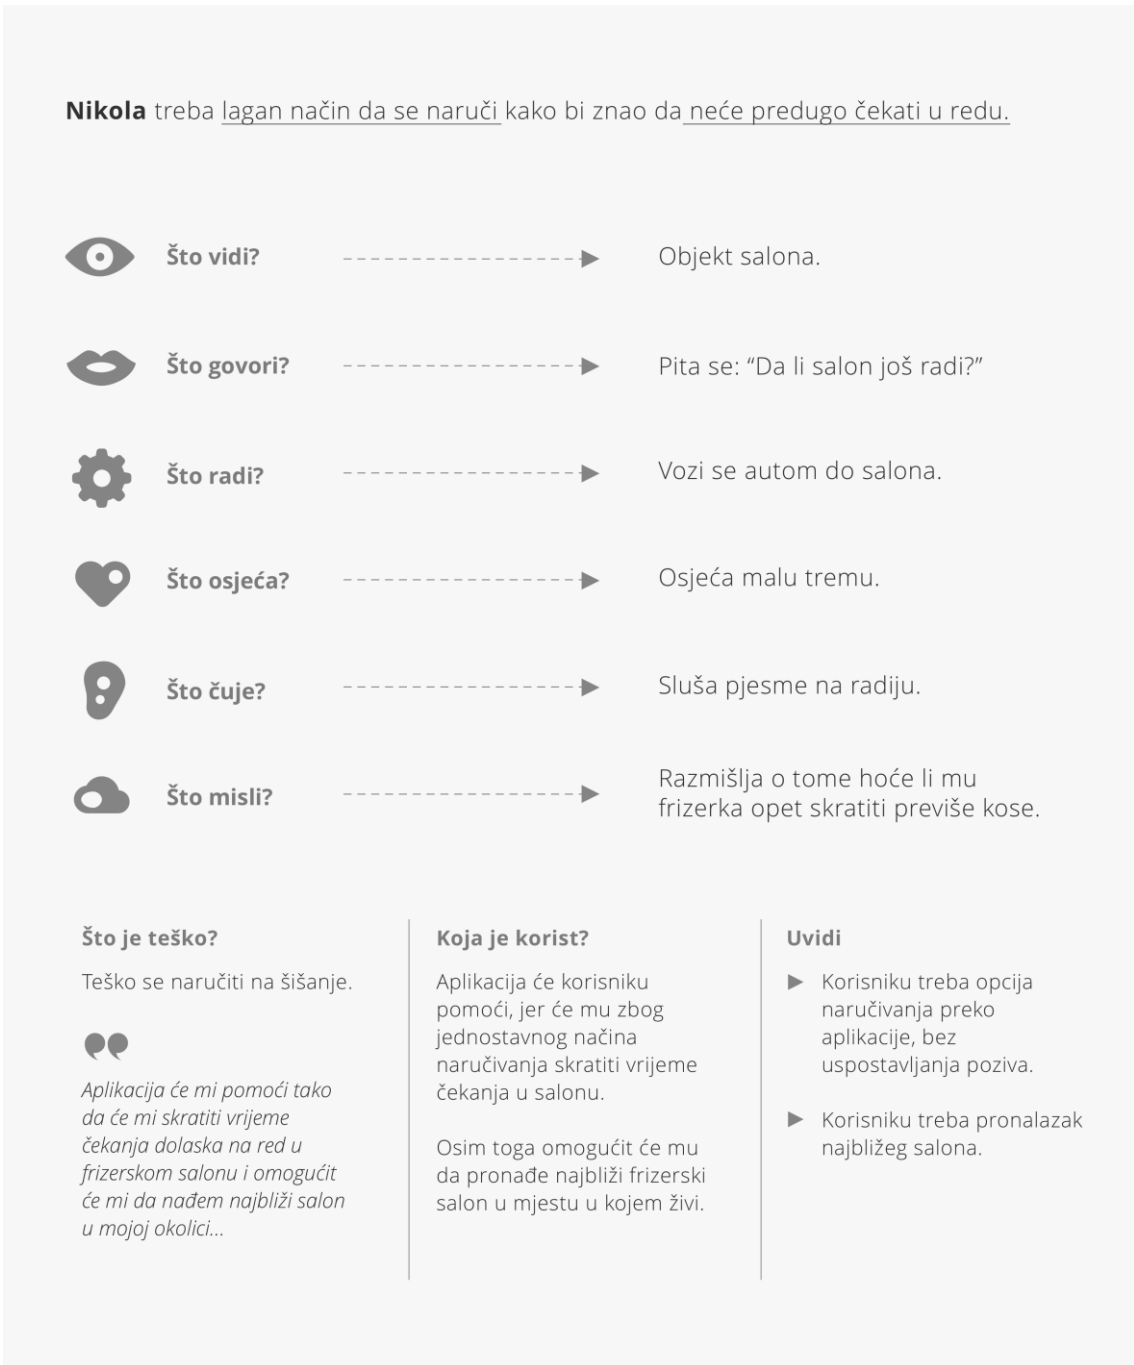 Nikola treba lagan način da se naruči kako bi znao da neće predugo čekati u redu.
Što vidi?
Objekt salona.
Što govori?
Pita se: “Da li salon još radi?”
Što radi?
Vozi se autom do salona.
Što osjeća?
Osjeća malu tremu.
Što čuje?
Sluša pjesme na radiju.
Što misli?
Razmišlja o tome hoće li mu
frizerka opet skratiti previše kose.
Što je teško?
Teško se naručiti na šišanje.
Aplikacija će mi pomoći tako
da će mi skratiti vrijeme
čekanja dolaska na red u
frizerskom salonu i omogućit
će mi da nađem najbliži salon
u mojoj okolici...
Koja je korist?
Aplikacija će korisniku
pomoći, jer će mu zbog
jednostavnog načina
naručivanja skratiti vrijeme
čekanja u salonu.
Osim toga omogućit će mu
da pronađe najbliži frizerski
salon u mjestu u kojem živi.
Uvidi
Korisniku treba opcija
naručivanja preko
aplikacije, bez
uspostavljanja poziva.
Korisniku treba pronalazak
najbližeg salona.